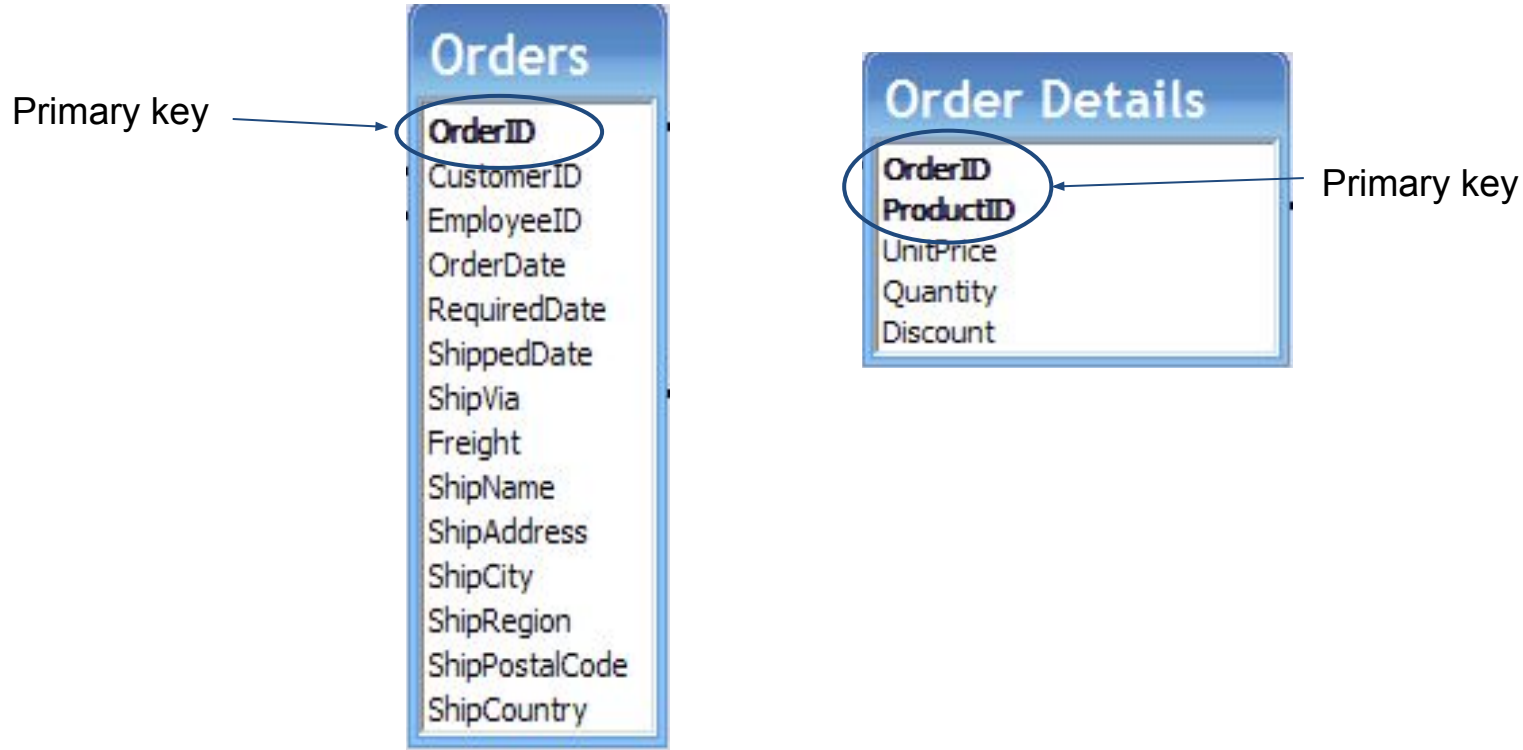 Primary key
Orders
OrderID
CustomerID
EmployeeID
OrderDate
RequiredDate
ShippedDate
ShipVia
Freight
ShipName
ShipAddress
ShipCity
ShipRegion
ShipPostalCode
ShipCountry
Order Details
OrderID
ProductID
UnitPrice
Quantity
Discount
Primary key